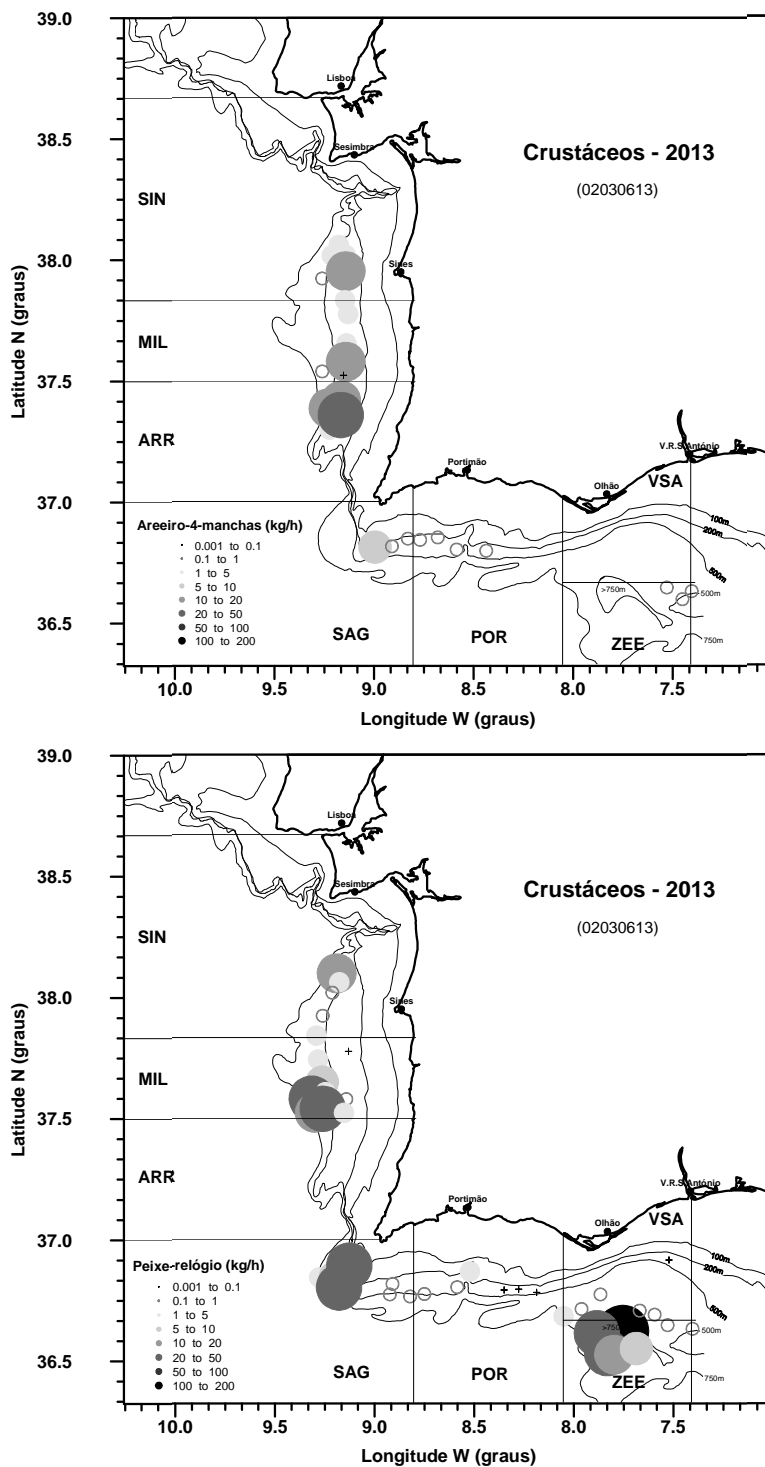 39.0
Lisboa
38.5
Sesimbra
Crustáceos - 2013
(02030613)
SIN
38.0
Sines
MIL
37.5
ARR
Portimão
V.R.S.António
Olhão
VSA
37.0
100m
200m
500m
Areeiro-4-manchas (kg/h)
0.001 to 0.1
0.1 to 1
1 to 5
5 to 10
10 to 20
20 to 50
50 to 100
100 to 200
>750m
500m
36.5
SAG
POR
ZEE
750m
10.0 9.5 9.0 8.5 8.0 7.5
Longitude W (graus)
Latitude N (graus)
39.0
Lisboa
38.5
Sesimbra
Crustáceos - 2013
(02030613)
SIN
38.0
Sines
MIL
37.5
ARR
Portimão
V.R.S.António
Olhão
VSA
37.0
100m
200m
500m
Peixe-relógio (kg/h)
0.001 to 0.1
0.1 to 1
1 to 5
5 to 10
10 to 20
20 to 50
50 to 100
100 to 200
>750m
500m
36.5
SAG
POR
ZEE
750m
10.0 9.5 9.0 8.5 8.0 7.5
Longitude W (graus)
Latitude N (graus)